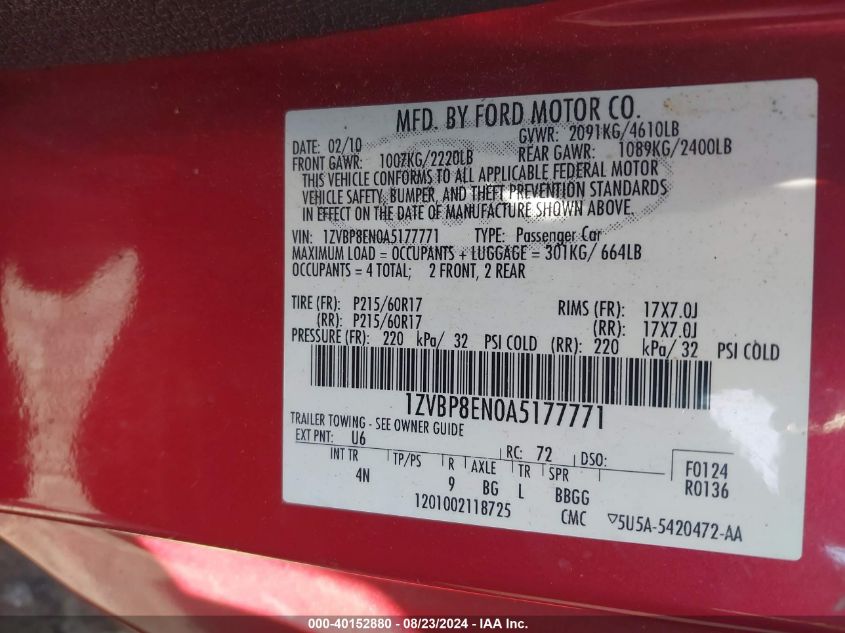 MFD. BY FORD MOTOR CO.
DATE: 02/10 GVWR: 2091KG/4610LB
FRONT GAWR: 1007KG/2220LB REAR GAWR: 1089KG/2400LB
THIS VEHICLE CONFORMS TO ALL APPLICABLE FEDERAL MOTOR
VEHICLE SAFETY, BUMPER, AND THEFT PREVENTION STANDARDS
IN EFFECT ON THE DATE OF MANUFACTURE SHOWN ABOVE.
VIN: 1ZVBP8EN0A5177771 TYPE: Passenger Car
MAXIMUM LOAD = OCCUPANTS + LUGGAGE = 301KG/ 664LB
OCCUPANTS = 4 TOTAL; 2 FRONT, 2 REAR
TIRE (FR): P215/60R17 RIMS (FR): 17X7.0J
(RR): P215/60R17 (RR): 17X7.0J
PRESSURE (FR): 220 kPa/ 32 PSI COLD (RR): 220 kPa/ 32 PSI COLD
1ZVBP8EN0A5177771
TRAILER TOWING - SEE OWNER GUIDE
EXT PNT: U6 RC: 72 DSO: F0124
INT TR TP/PS R AXLE TR SPR R0136
4N 9 BG L BBGG
1201002118725 CMC ▽5U5A-5420472-AA
000-40152880 - 08/23/2024 - IAA Inc.